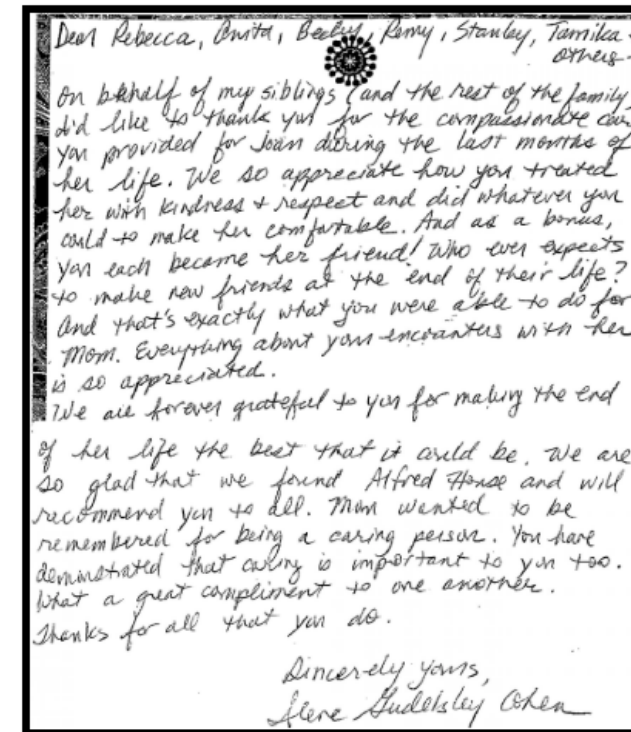 Dear Rebecca, Anita, Becky, Remy, Stanley, Tamika +
others -
On behalf of my siblings (and the rest of the family,
I'd like to thank you for the compassionate care
you provided for Joan during the last months of
her life. We so appreciate how you treated
her with kindness + respect and did whatever you
could to make her comfortable. And as a bonus,
you each became her friend! Who ever expects
to make new friends at the end of their life?
And that's exactly what you were able to do for
Mom. Everything about your encounters with her
is so appreciated.
We are forever grateful to you for making the end
of her life the best that it could be. We are
so glad that we found Alfred House and will
recommend you to all. Mom wanted to be
remembered for being a caring person. You have
deminstrated that caring is important to you too.
What a great compliment to one another.
Thanks for all that you do.
Sincerely yours,
Ilene Gudelsky Cohen